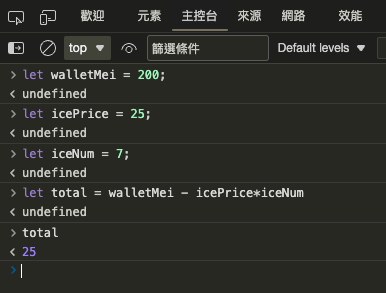 歡迎 元素 主控台 來源 網路 效能
top 篩選條件 Default levels
> let walletMei = 200;
< undefined
> let icePrice = 25;
< undefined
> let iceNum = 7;
< undefined
> let total = walletMei - icePrice*iceNum
< undefined
> total
< 25
>